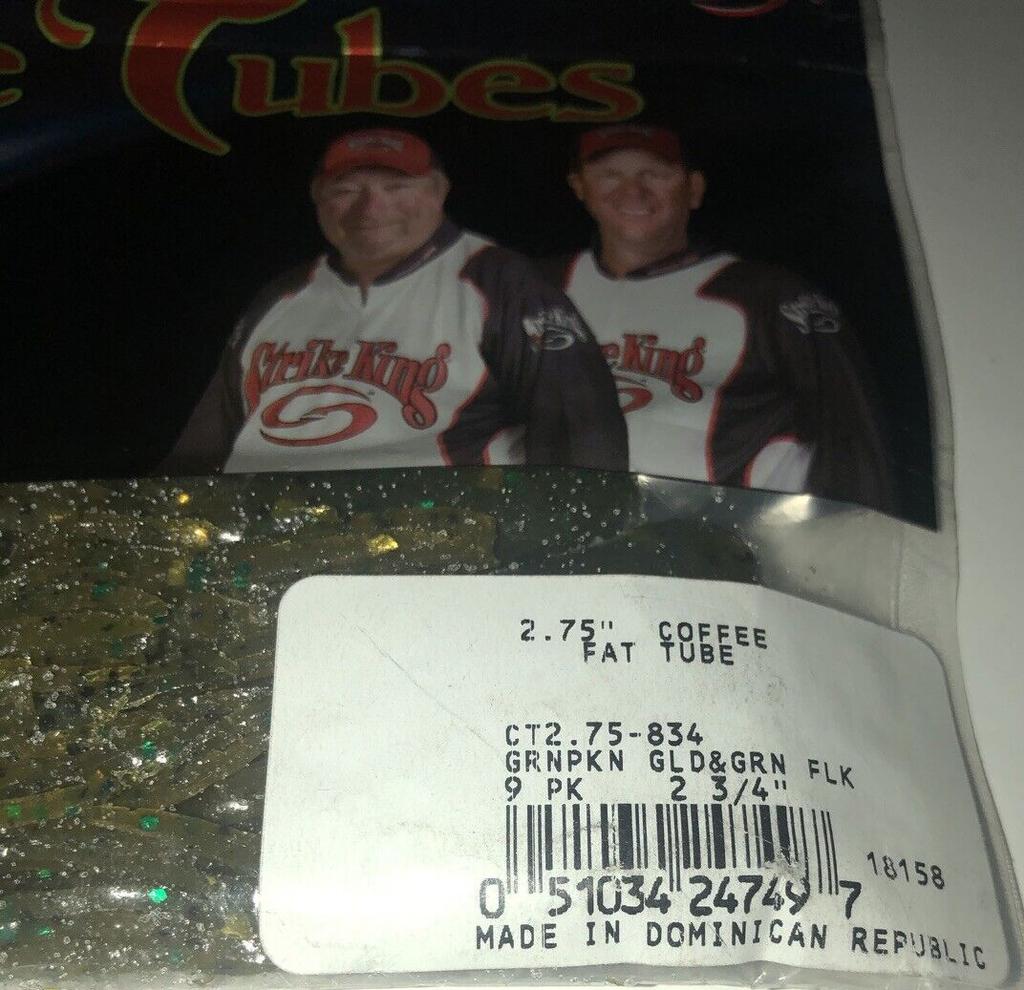 c Tubes
Strike King
e King
2.75" COFFEE
FAT TUBE
CT2.75-834
GRNPKN GLD&GRN FLK
9 PK 2 3/4"
18158
0 51034 24749 7
MADE IN DOMINICAN REPUBLIC